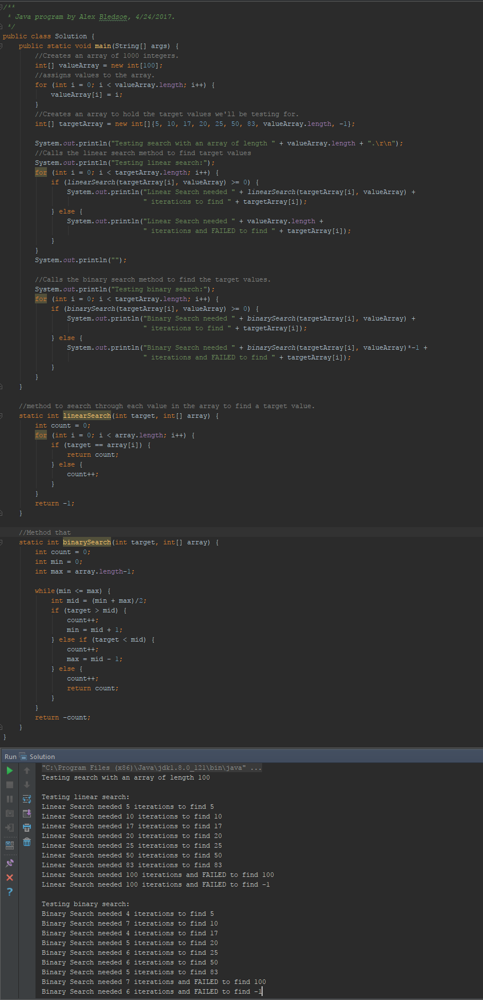 /**
 * Java program by Alex Bledsoe, 4/24/2017.
 */
public class Solution {
    public static void main(String[] args) {
        //Creates an array of 1000 integers.
        int[] valueArray = new int[100];
        //assigns values to the array.
        for (int i = 0; i < valueArray.length; i++) {
            valueArray[i] = i;
        }
        //Creates an array to hold the target values we'll be testing for.
        int[] targetArray = new int[]{5, 10, 17, 20, 25, 50, 83, valueArray.length, -1};

        System.out.println("Testing search with an array of length " + valueArray.length + ".\r\n");
        //Calls the linear search method to find target values
        System.out.println("Testing linear search:");
        for (int i = 0; i < targetArray.length; i++) {
            if (linearSearch(targetArray[i], valueArray) >= 0) {
                System.out.println("Linear Search needed " + linearSearch(targetArray[i], valueArray) +
                                   " iterations to find " + targetArray[i]);
            } else {
                System.out.println("Linear Search needed " + valueArray.length +
                                   " iterations and FAILED to find " + targetArray[i]);
            }
        }
        System.out.println("");

        //Calls the binary search method to find the target values.
        System.out.println("Testing binary search:");
        for (int i = 0; i < targetArray.length; i++) {
            if (binarySearch(targetArray[i], valueArray) >= 0) {
                System.out.println("Binary Search needed " + binarySearch(targetArray[i], valueArray) +
                                   " iterations to find " + targetArray[i]);
            } else {
                System.out.println("Binary Search needed " + binarySearch(targetArray[i], valueArray)*-1 +
                                   " iterations and FAILED to find " + targetArray[i]);
            }
        }
    }

    //method to search through each value in the array to find a target value.
    static int linearSearch(int target, int[] array) {
        int count = 0;
        for (int i = 0; i < array.length; i++) {
            if (target == array[i]) {
                return count;
            } else {
                count++;
            }
        }
        return -1;
    }

    //Method that
    static int binarySearch(int target, int[] array) {
        int count = 0;
        int min = 0;
        int max = array.length-1;

        while(min <= max) {
            int mid = (min + max)/2;
            if (target > mid) {
                count++;
                min = mid + 1;
            } else if (target < mid) {
                count++;
                max = mid - 1;
            } else {
                count++;
                return count;
            }
        }
        return -count;
    }
}
Run Solution
"C:\Program Files (x86)\Java\jdk1.8.0_121\bin\java" ...
Testing search with an array of length 100

Testing linear search:
Linear Search needed 5 iterations to find 5
Linear Search needed 10 iterations to find 10
Linear Search needed 17 iterations to find 17
Linear Search needed 20 iterations to find 20
Linear Search needed 25 iterations to find 25
Linear Search needed 50 iterations to find 50
Linear Search needed 83 iterations to find 83
Linear Search needed 100 iterations and FAILED to find 100
Linear Search needed 100 iterations and FAILED to find -1

Testing binary search:
Binary Search needed 4 iterations to find 5
Binary Search needed 7 iterations to find 10
Binary Search needed 4 iterations to find 17
Binary Search needed 5 iterations to find 20
Binary Search needed 6 iterations to find 25
Binary Search needed 6 iterations to find 50
Binary Search needed 5 iterations to find 83
Binary Search needed 7 iterations and FAILED to find 100
Binary Search needed 6 iterations and FAILED to find -1